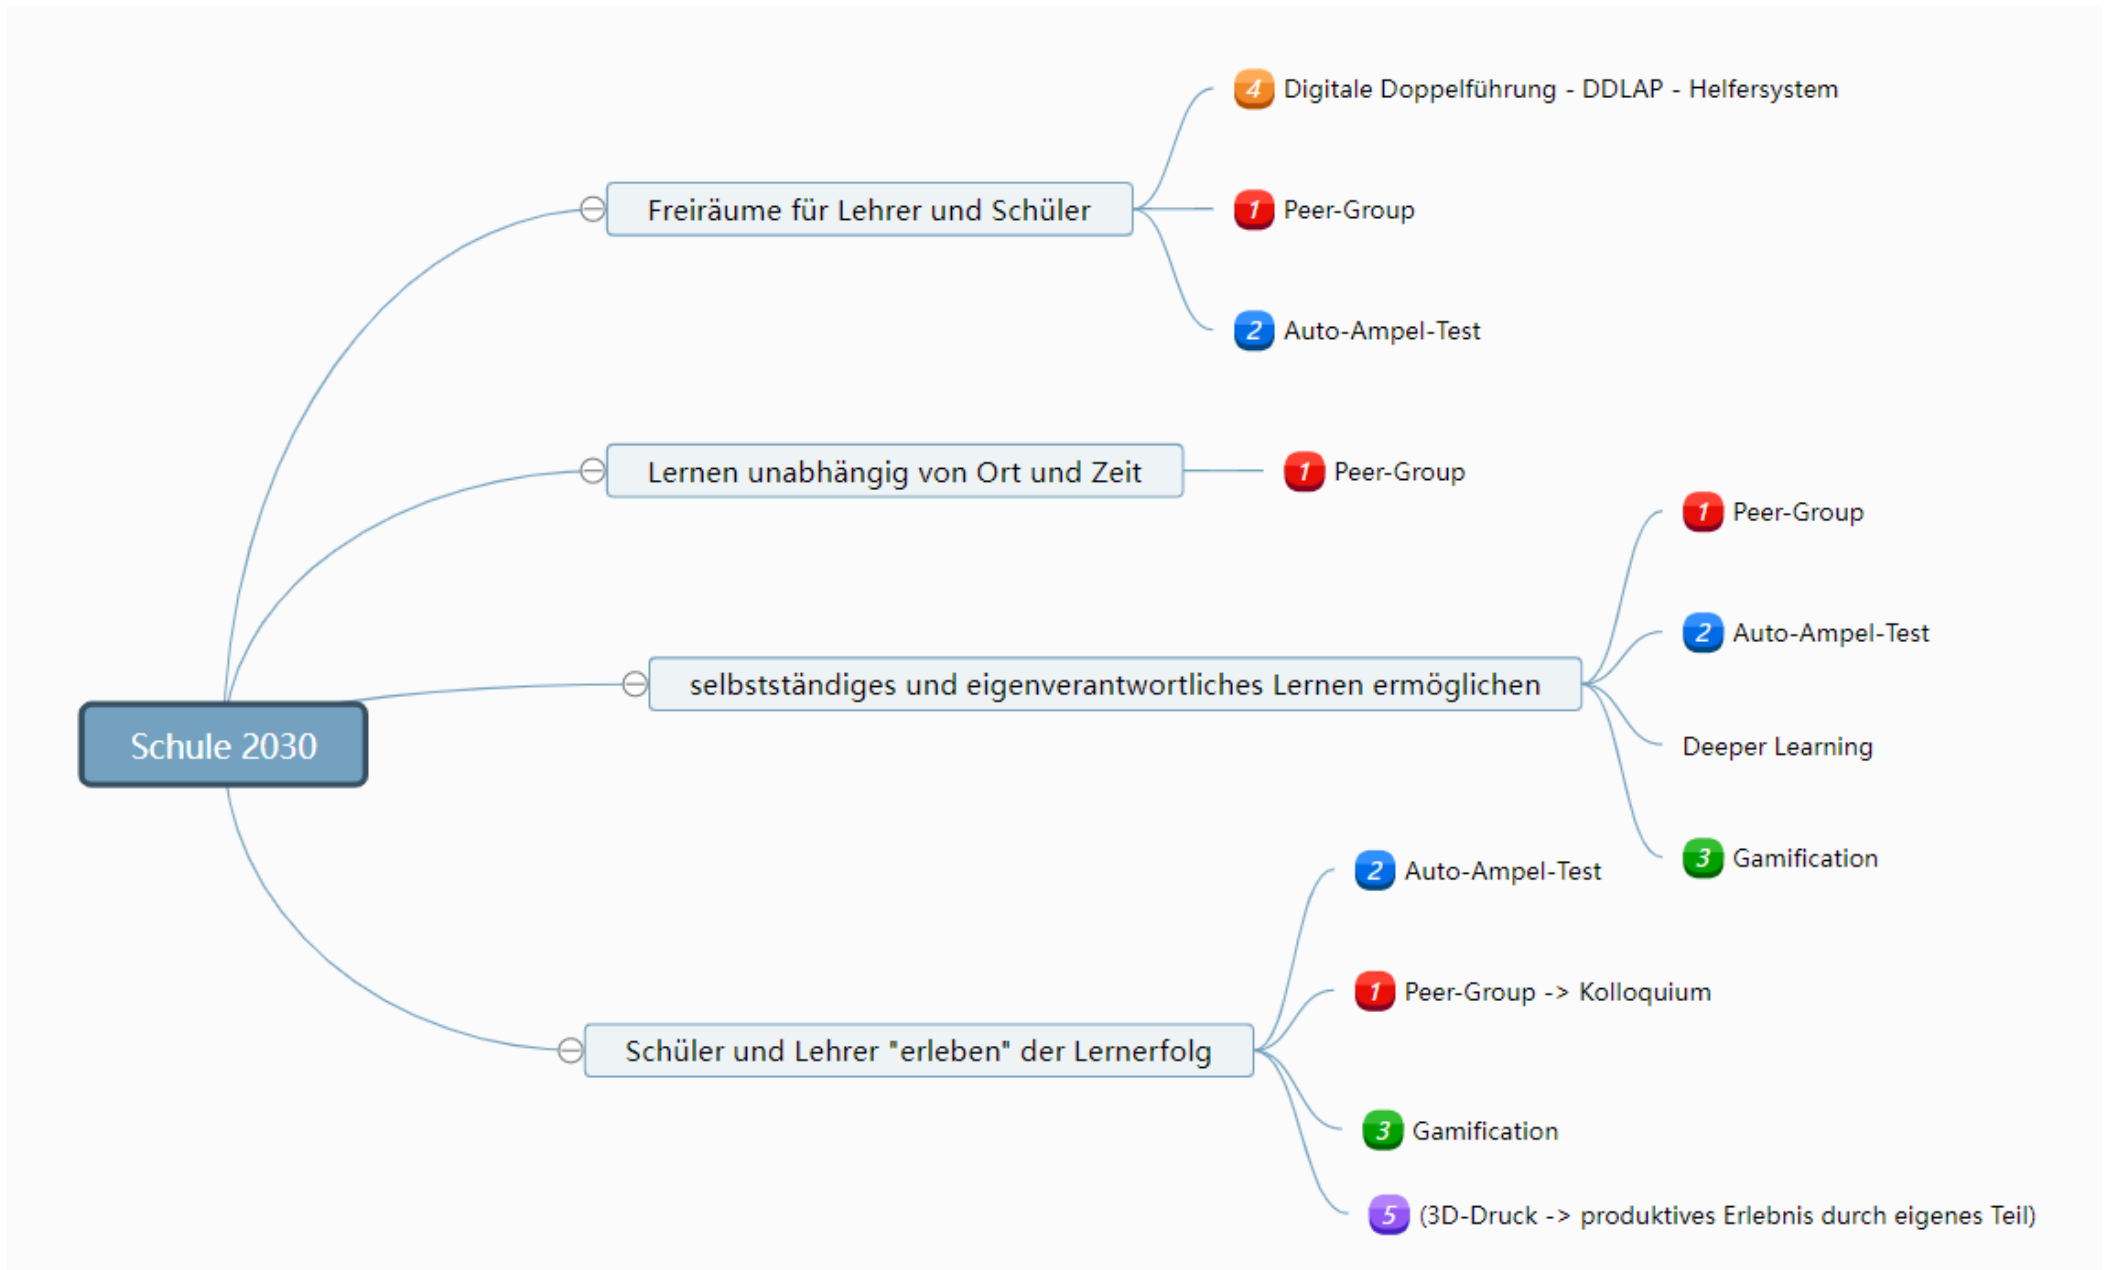 Schule 2030
Freiräume für Lehrer und Schüler
4 Digitale Doppelführung - DDLAP - Helfersystem
1 Peer-Group
2 Auto-Ampel-Test
Lernen unabhängig von Ort und Zeit
1 Peer-Group
selbstständiges und eigenverantwortliches Lernen ermöglichen
1 Peer-Group
2 Auto-Ampel-Test
Deeper Learning
3 Gamification
Schüler und Lehrer "erleben" der Lernerfolg
2 Auto-Ampel-Test
1 Peer-Group -> Kolloquium
3 Gamification
5 (3D-Druck -> produktives Erlebnis durch eigenes Teil)